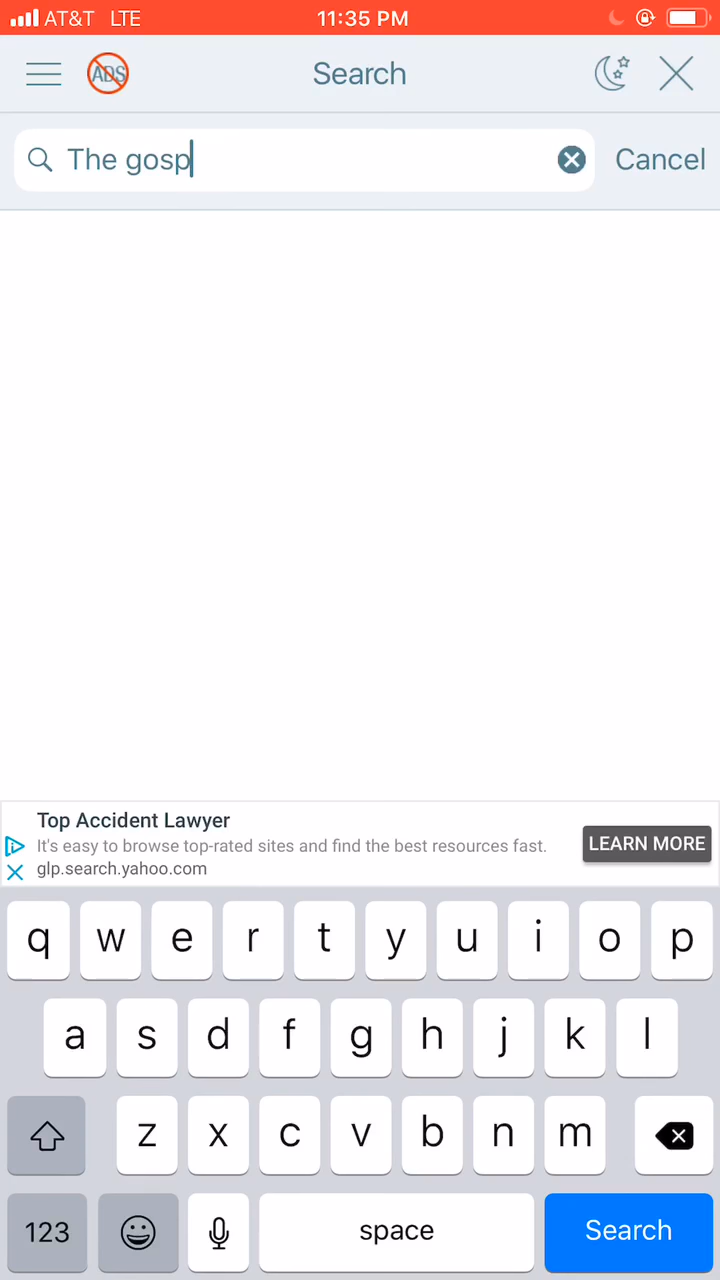 AT&T LTE 11:35 PM
ADS Search
The gosp Cancel
Top Accident Lawyer
It's easy to browse top-rated sites and find the best resources fast.
glp.search.yahoo.com
LEARN MORE
q w e r t y u i o p
a s d f g h j k l
z x c v b n m
123 space Search